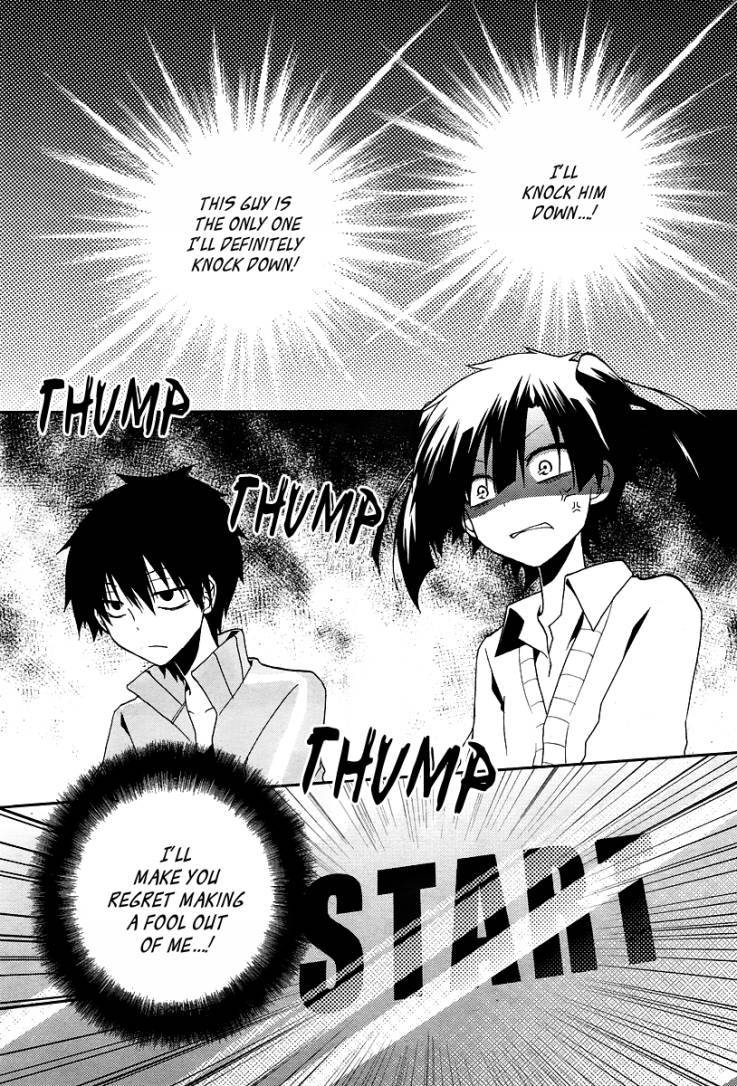 I'LL
KNOCK HIM
DOWN...!
THIS GUY IS
THE ONLY ONE
I'LL DEFINITELY
KNOCK DOWN!
THUMP
THUMP
THUMP
I'LL
MAKE YOU
REGRET MAKING
A FOOL OUT
OF ME...!
START